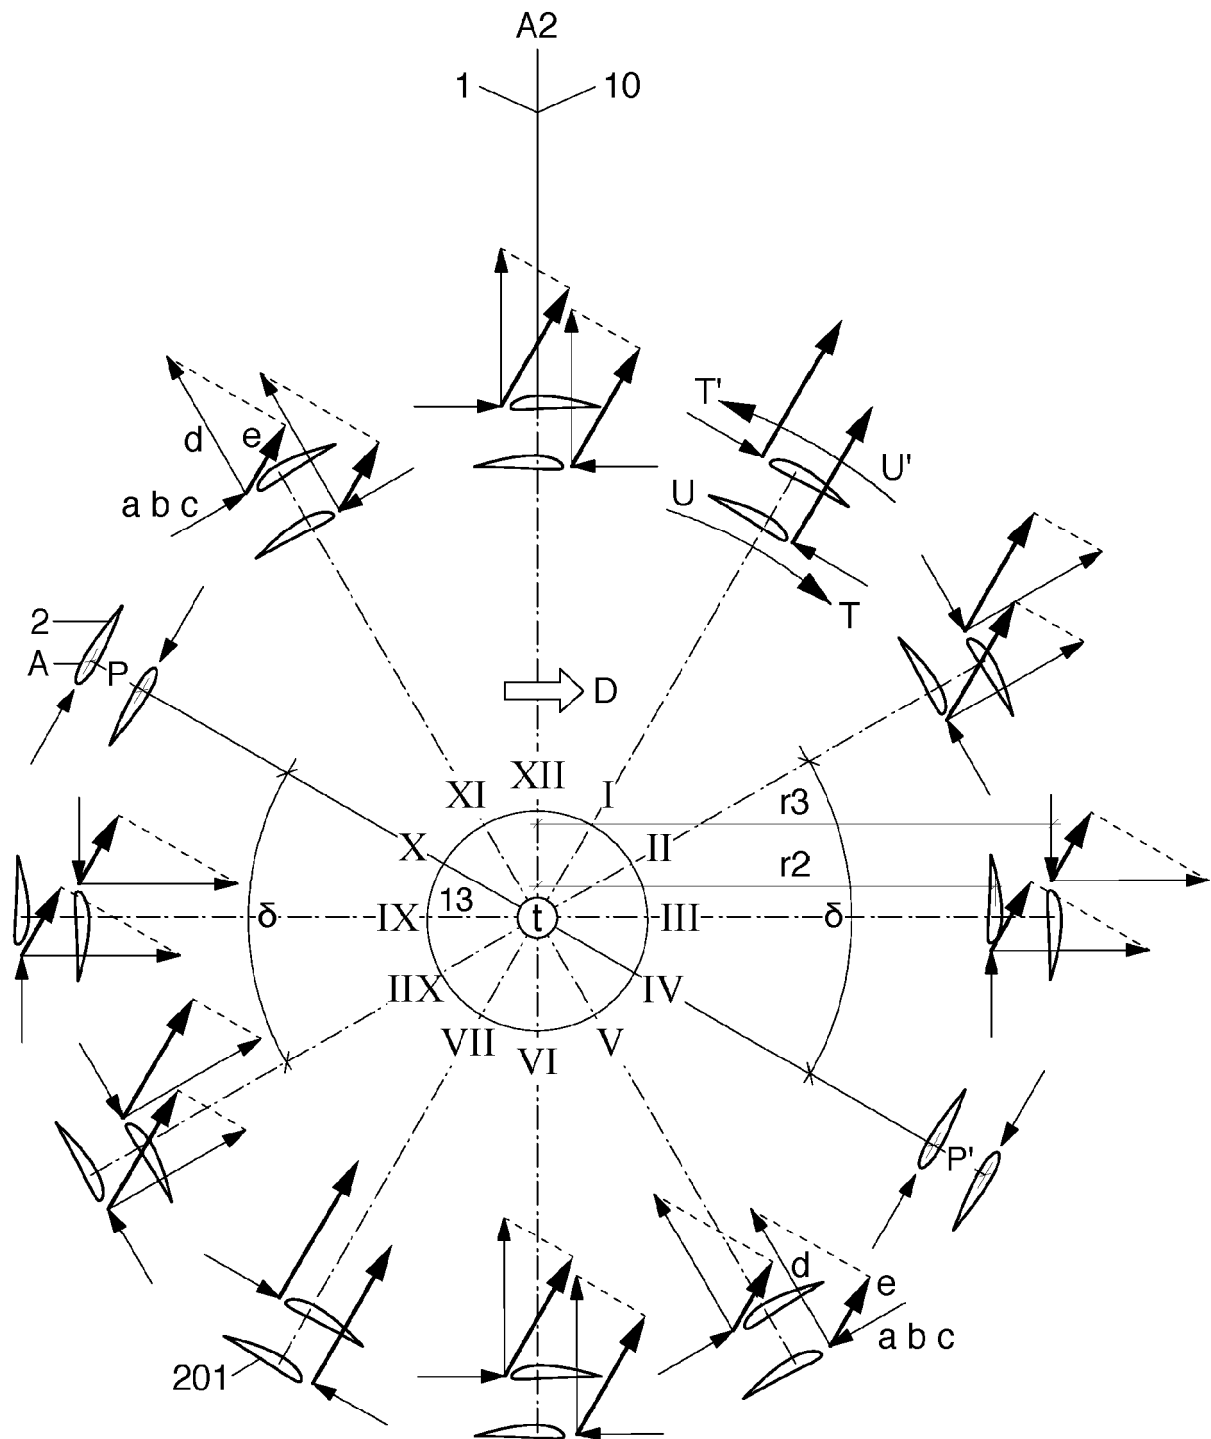 A2
1 10
T'
d e U'
a b c U
T
2
A P
D
XII
XI I r3
X II
r2
13
δ IX t III δ
IIX IV
VII VI V
P'
d
e
a b c
201